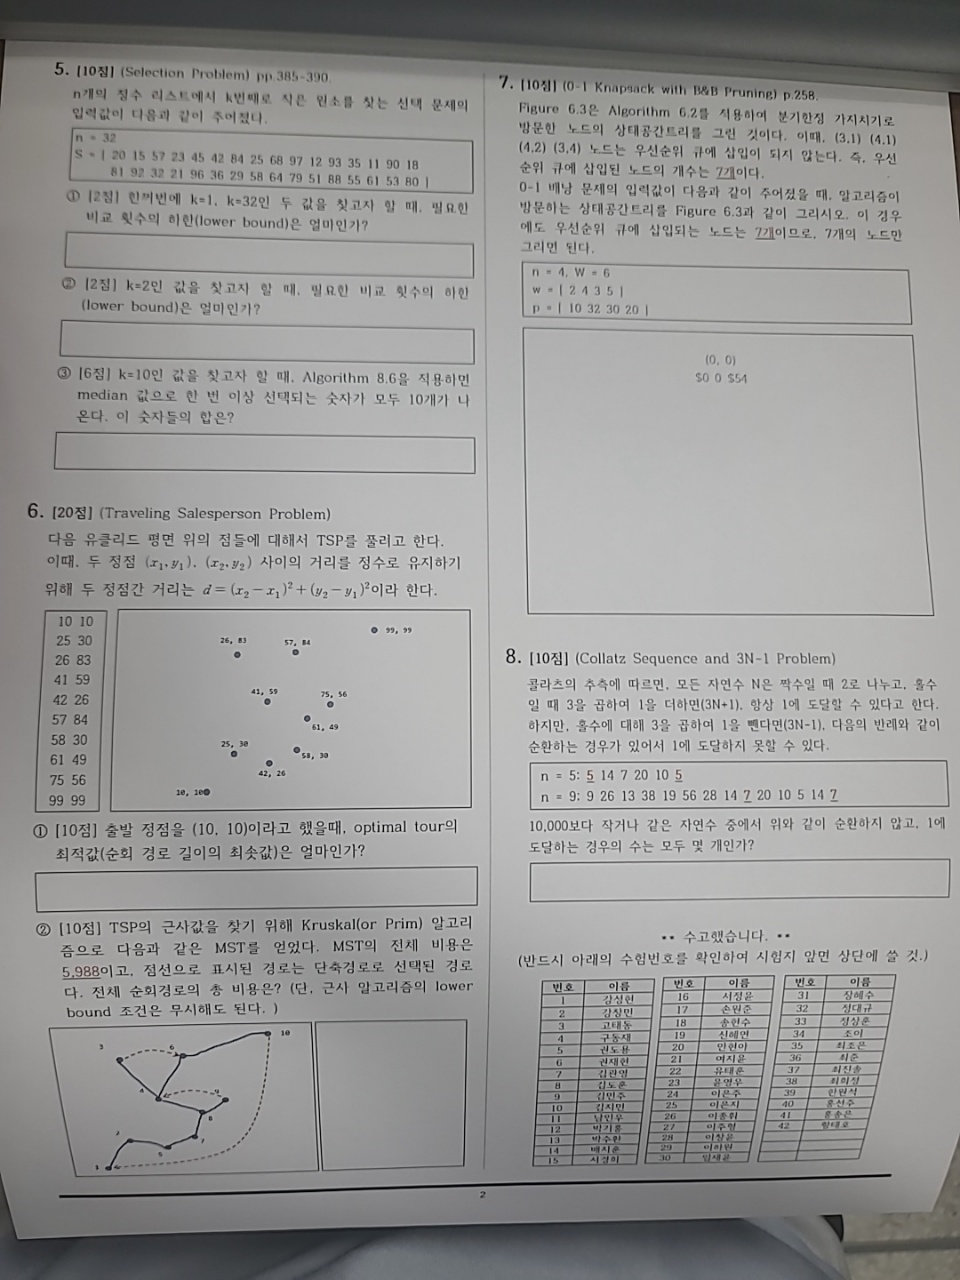 5. [10점] (Selection Problem) pp.385-390.
n개의 정수 리스트에서 k번째로 작은 원소를 찾는 선택 문제의
입력값이 다음과 같이 주어졌다.
n = 32
S = [ 20 15 57 23 45 42 84 25 68 97 12 93 35 11 90 18
81 92 32 21 96 36 29 58 64 79 51 88 55 61 53 80 ]
① [2점] 한꺼번에 k=1, k=32인 두 값을 찾고자 할 때, 필요한
비교 횟수의 하한(lower bound)은 얼마인가?
② [2점] k=2인 값을 찾고자 할 때, 필요한 비교 횟수의 하한
(lower bound)은 얼마인가?
③ [6점] k=10인 값을 찾고자 할 때, Algorithm 8.6을 적용하면
median 값으로 한 번 이상 선택되는 숫자가 모두 10개가 나
온다. 이 숫자들의 합은?
6. [20점] (Traveling Salesperson Problem)
다음 유클리드 평면 위의 점들에 대해서 TSP를 풀려고 한다.
이때, 두 정점 (x₁, y₁), (x₂, y₂) 사이의 거리를 정수로 유지하기
위해 두 정점간 거리는 d = (x₂ − x₁)² + (y₂ − y₁)²이라 한다.
10 10
25 30
26 83
41 59
42 26
57 84
58 30
61 49
75 56
99 99
99, 99
26, 83
57, 84
41, 59
75, 56
61, 49
25, 30
58, 30
42, 26
10, 10
① [10점] 출발 정점을 (10, 10)이라고 했을때, optimal tour의
최적값(순회 경로 길이의 최솟값)은 얼마인가?
② [10점] TSP의 근사값을 찾기 위해 Kruskal(or Prim) 알고리
즘으로 다음과 같은 MST를 얻었다. MST의 전체 비용은
5,988이고, 점선으로 표시된 경로는 단축경로로 선택된 경로
다. 전체 순회경로의 총 비용은? (단, 근사 알고리즘의 lower
bound 조건은 무시해도 된다. )
10
3
6
4
9
8
2
7
5
1
7. [10점] (0-1 Knapsack with B&B Pruning) p.258.
Figure 6.3은 Algorithm 6.2를 적용하여 분기한정 가지치기로
방문한 노드의 상태공간트리를 그린 것이다. 이때, (3,1) (4,1)
(4,2) (3,4) 노드는 우선순위 큐에 삽입이 되지 않는다. 즉, 우선
순위 큐에 삽입된 노드의 개수는 7개이다.
0-1 배낭 문제의 입력값이 다음과 같이 주어졌을 때, 알고리즘이
방문하는 상태공간트리를 Figure 6.3과 같이 그리시오. 이 경우
에도 우선순위 큐에 삽입되는 노드는 7개이므로, 7개의 노드만
그리면 된다.
n = 4, W = 6
w = [ 2 4 3 5 ]
p = [ 10 32 30 20 ]
(0, 0)
$0 0 $54
8. [10점] (Collatz Sequence and 3N-1 Problem)
콜라츠의 추측에 따르면, 모든 자연수 N은 짝수일 때 2로 나누고, 홀수
일 때 3을 곱하여 1을 더하면(3N+1), 항상 1에 도달할 수 있다고 한다.
하지만, 홀수에 대해 3을 곱하여 1을 뺀다면(3N-1), 다음의 반례와 같이
순환하는 경우가 있어서 1에 도달하지 못할 수 있다.
n = 5: 5 14 7 20 10 5
n = 9: 9 26 13 38 19 56 28 14 7 20 10 5 14 7
10,000보다 작거나 같은 자연수 중에서 위와 같이 순환하지 않고, 1에
도달하는 경우의 수는 모두 몇 개인가?
** 수고했습니다. **
(반드시 아래의 수험번호를 확인하여 시험지 앞면 상단에 쓸 것.)
번호 이름
1 강성현
2 강창민
3 고태동
4 구동재
5 권도용
6 권재현
7 김란영
8 김도훈
9 김민주
10 김지민
11 남민우
12 박기홍
13 박수환
14 배지훈
15 서정희
번호 이름
16 서정윤
17 손원준
18 송현수
19 신혜연
20 안현아
21 여지윤
22 유태훈
23 윤영우
24 이은주
25 이은지
26 이종휘
27 이주형
28 이창윤
29 이하원
30 임채윤
번호 이름
31 장혜수
32 정대규
33 정상훈
34 조이
35 최조은
36 최준
37 최진솔
38 최희정
39 한원석
40 홍선주
41 홍송은
42 황태호
2